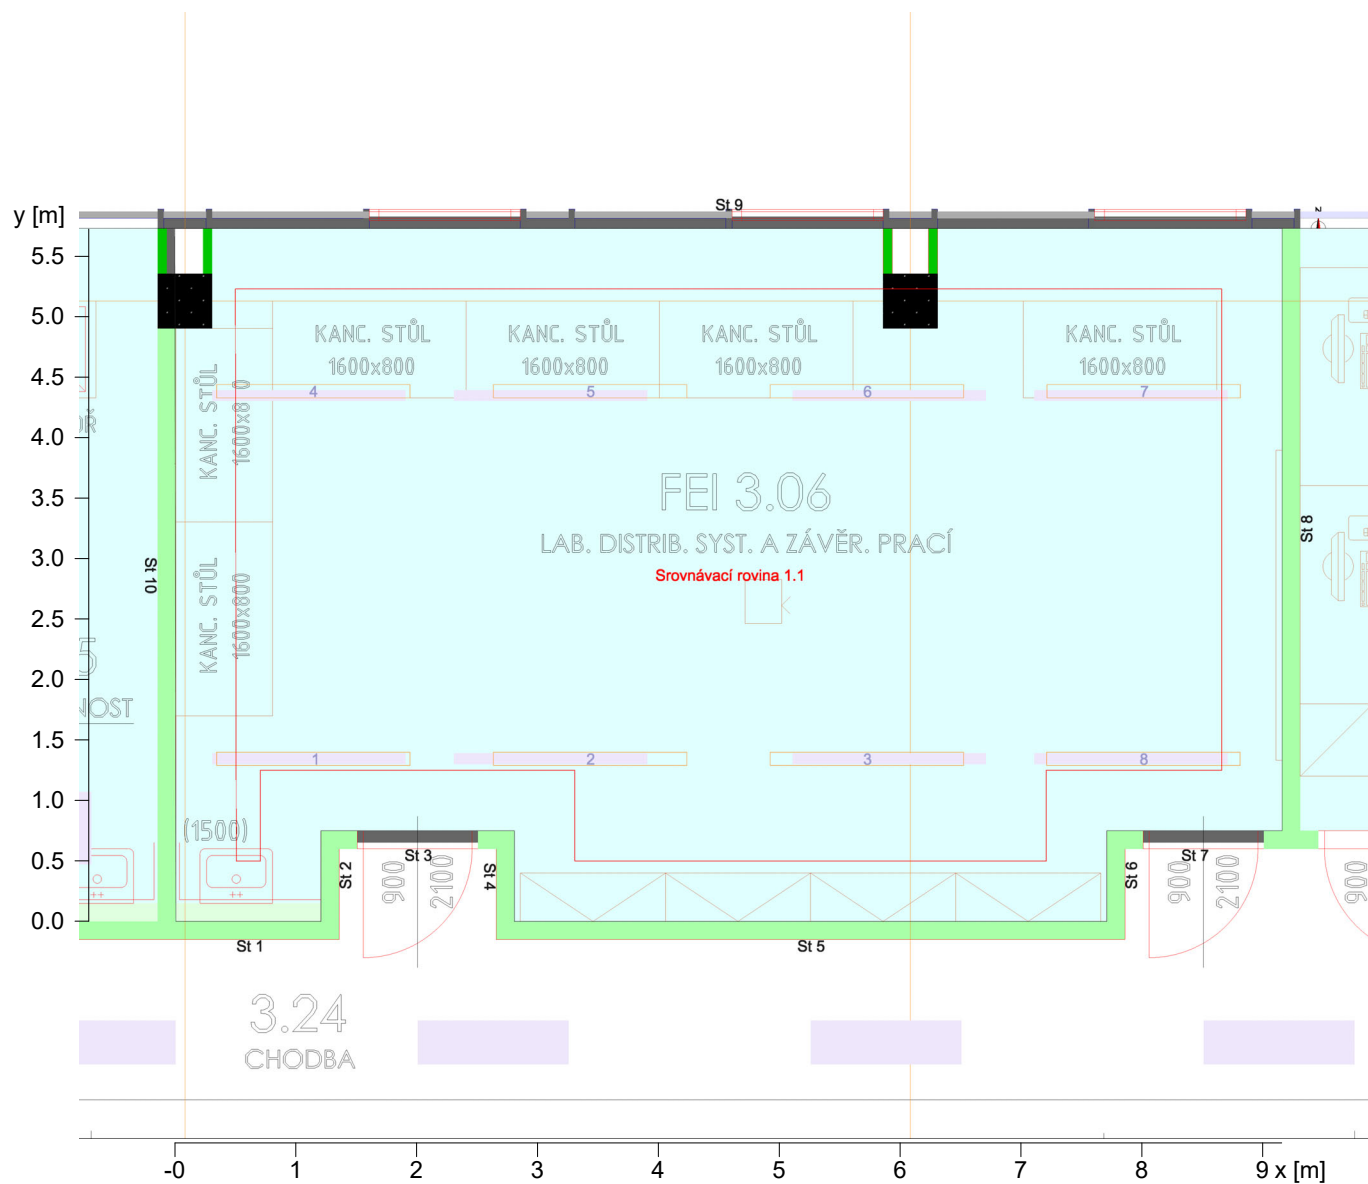 St 9
N
y [m]
5.5
5.0
4.5
4.0
3.5
3.0
2.5
2.0
1.5
1.0
0.5
0.0
KANC. STŮL
1600x800
KANC. STŮL
1600x800
KANC. STŮL
1600x800
KANC. STŮL
1600x800
4
5
6
7
KANC. STŮL
1600x8 0
FEI 3.06
LAB. DISTRIB. SYST. A ZÁVĚR. PRACÍ
Srovnávací rovina 1.1
St 8
St 10
KANC. STŮL
1600x800
5
NOST
1
2
3
8
(1500)
St 2
St 3
900
2100
St 4
St 6
St 7
900
2100
900
St 1
St 5
3.24
CHODBA
-0
1
2
3
4
5
6
7
8
9 x [m]